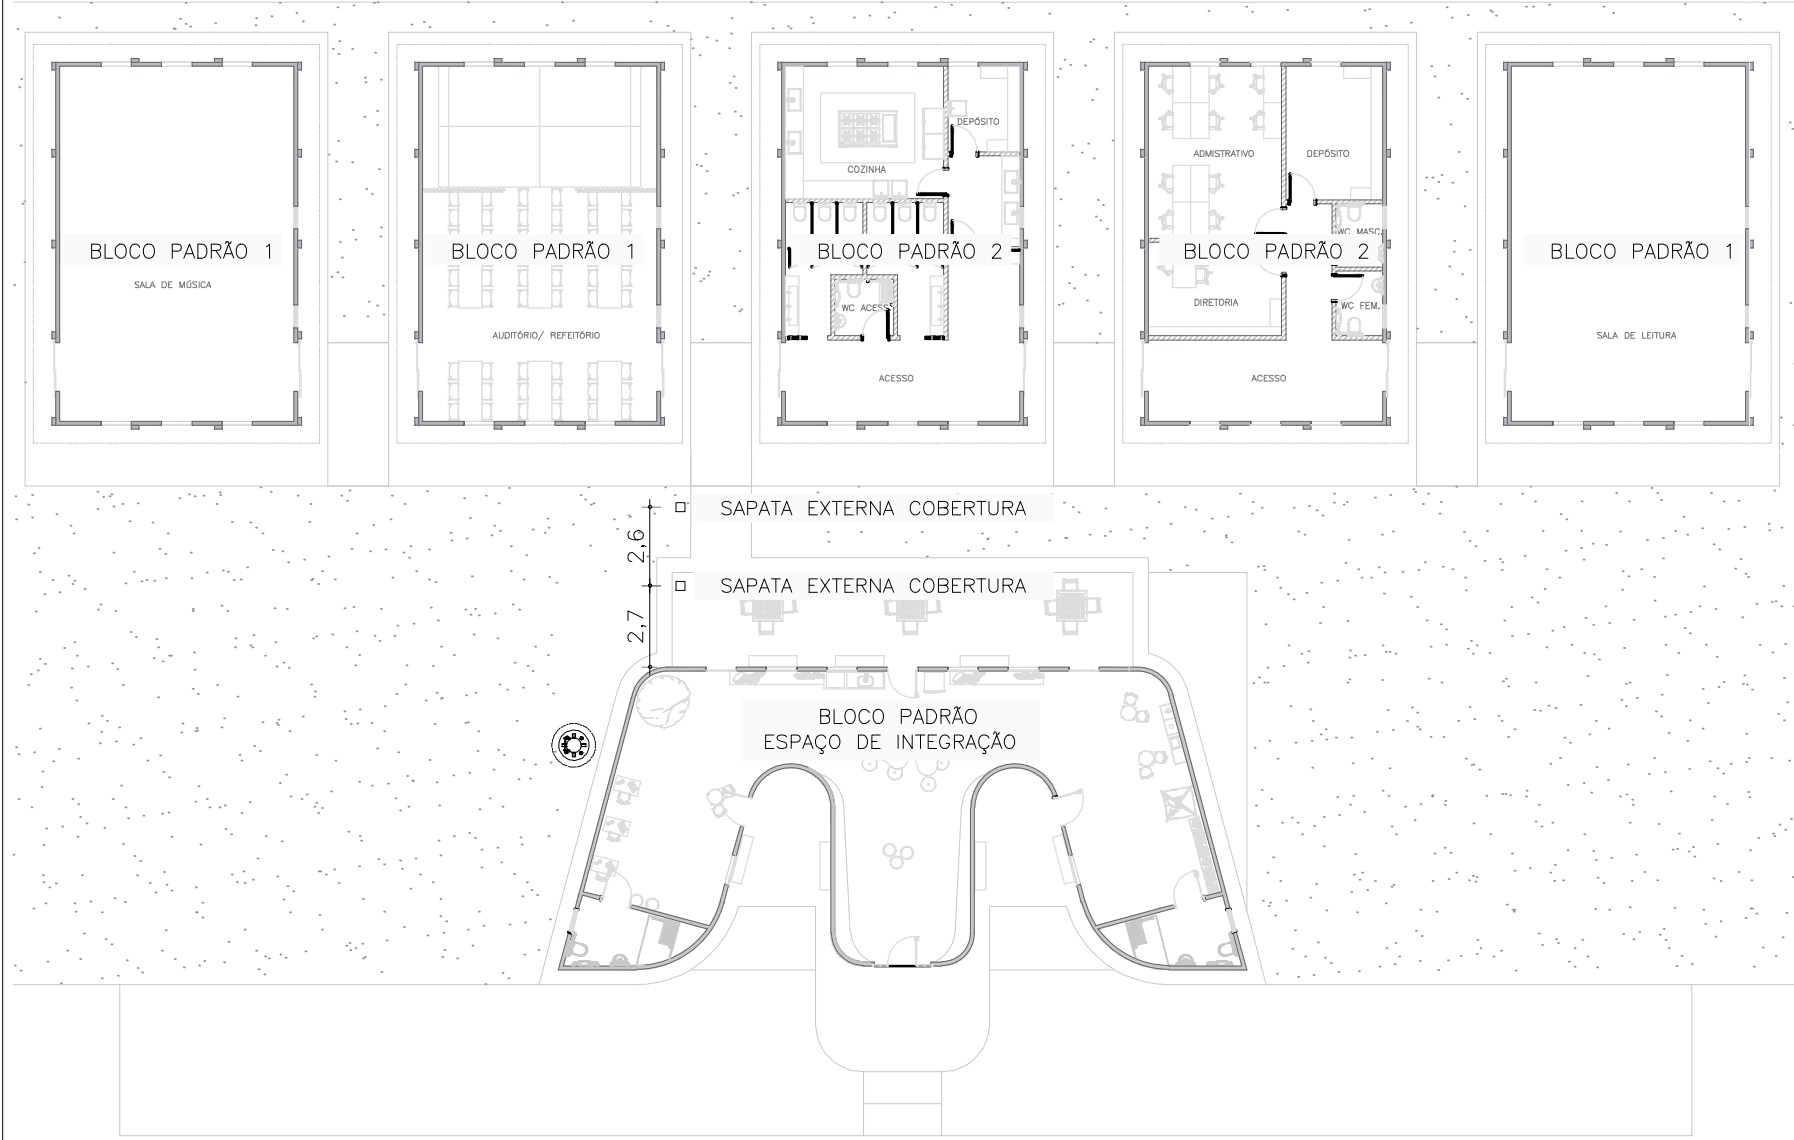 DEPÓSITO
COZINHA
ADMISTRATIVO
DEPÓSITO
WC MASC.
BLOCO PADRÃO 1
BLOCO PADRÃO 1
BLOCO PADRÃO 2
BLOCO PADRÃO 2
BLOCO PADRÃO 1
SALA DE MÚSICA
DIRETORIA
WC ACESS
WC FEM.
AUDITÓRIO/ REFEITÓRIO
SALA DE LEITURA
ACESSO
ACESSO
SAPATA EXTERNA COBERTURA
2,6
SAPATA EXTERNA COBERTURA
2,7
BLOCO PADRÃO
ESPAÇO DE INTEGRAÇÃO